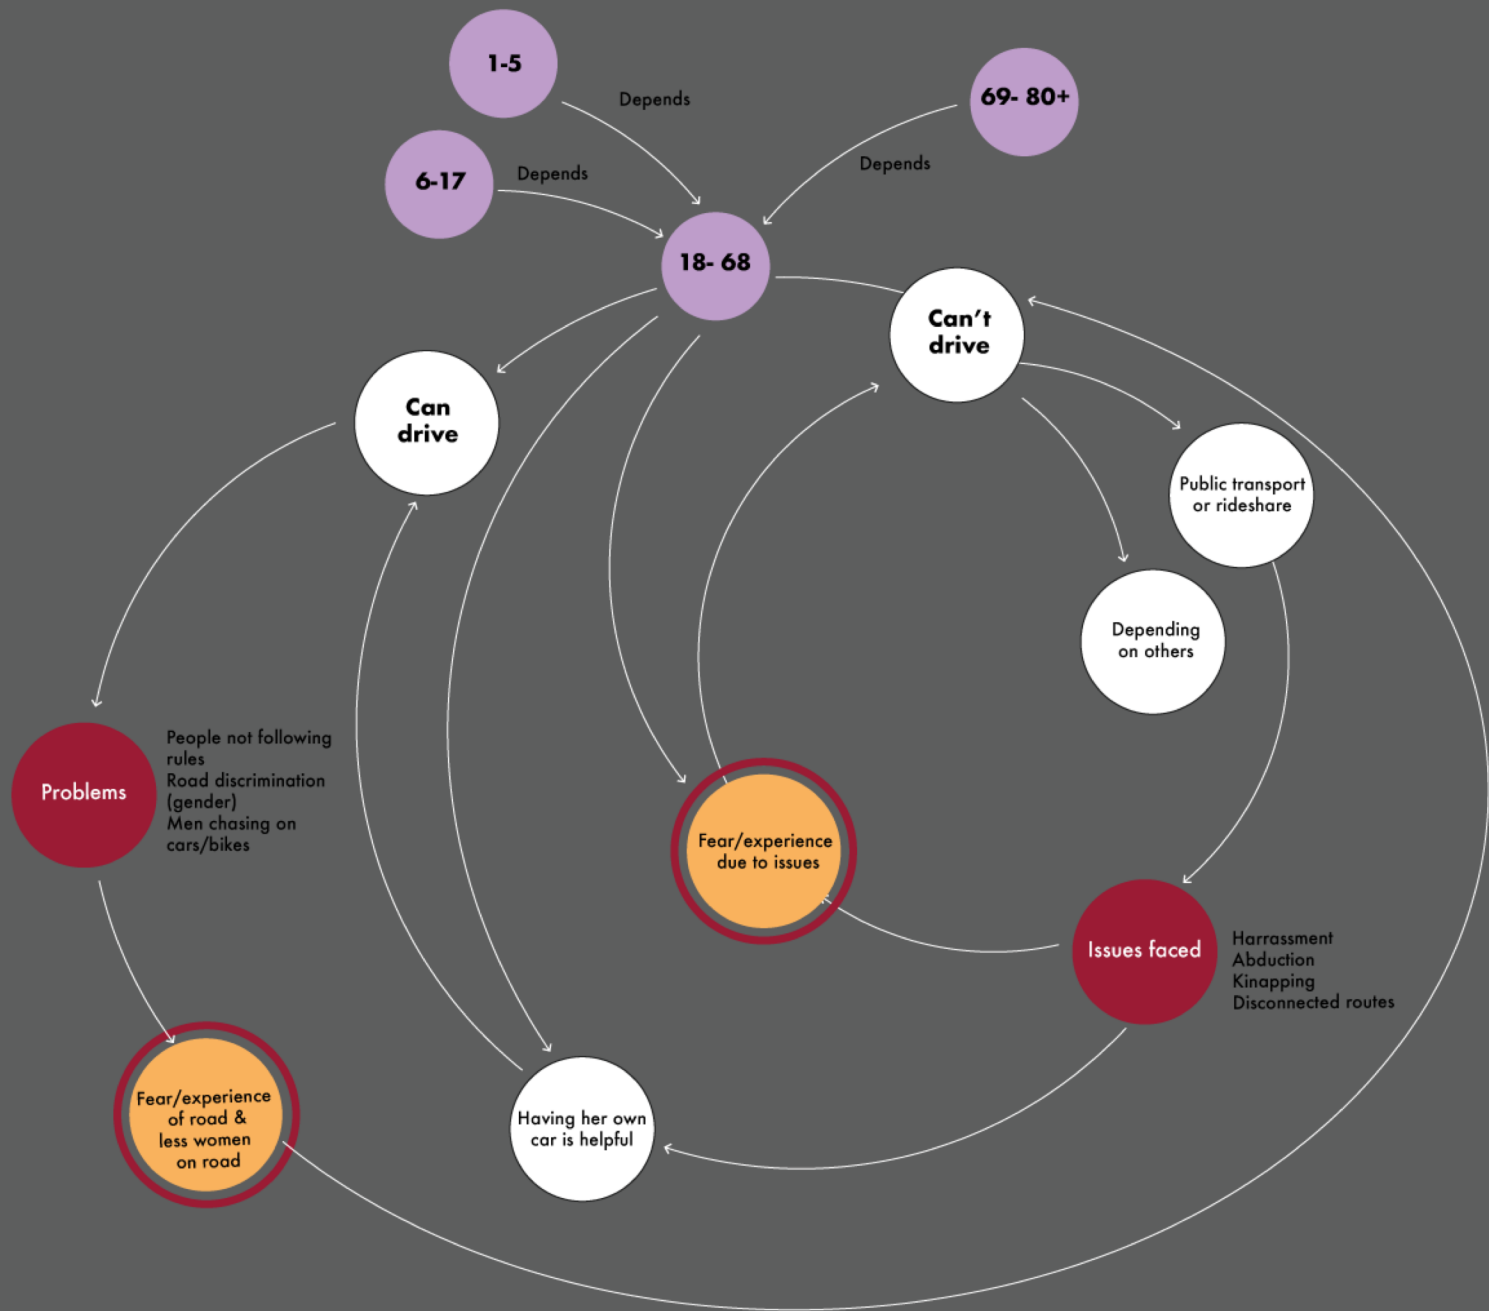 1-5
Depends
69- 80+
6-17
Depends
Depends
18- 68
Can't
drive
Can
drive
Public transport
or rideshare
Depending
on others
Problems
People not following
rules
Road discrimination
(gender)
Men chasing on
cars/bikes
Fear/experience
due to issues
Issues faced
Harrassment
Abduction
Kinapping
Disconnected routes
Fear/experience
of road &
less women
on road
Having her own
car is helpful